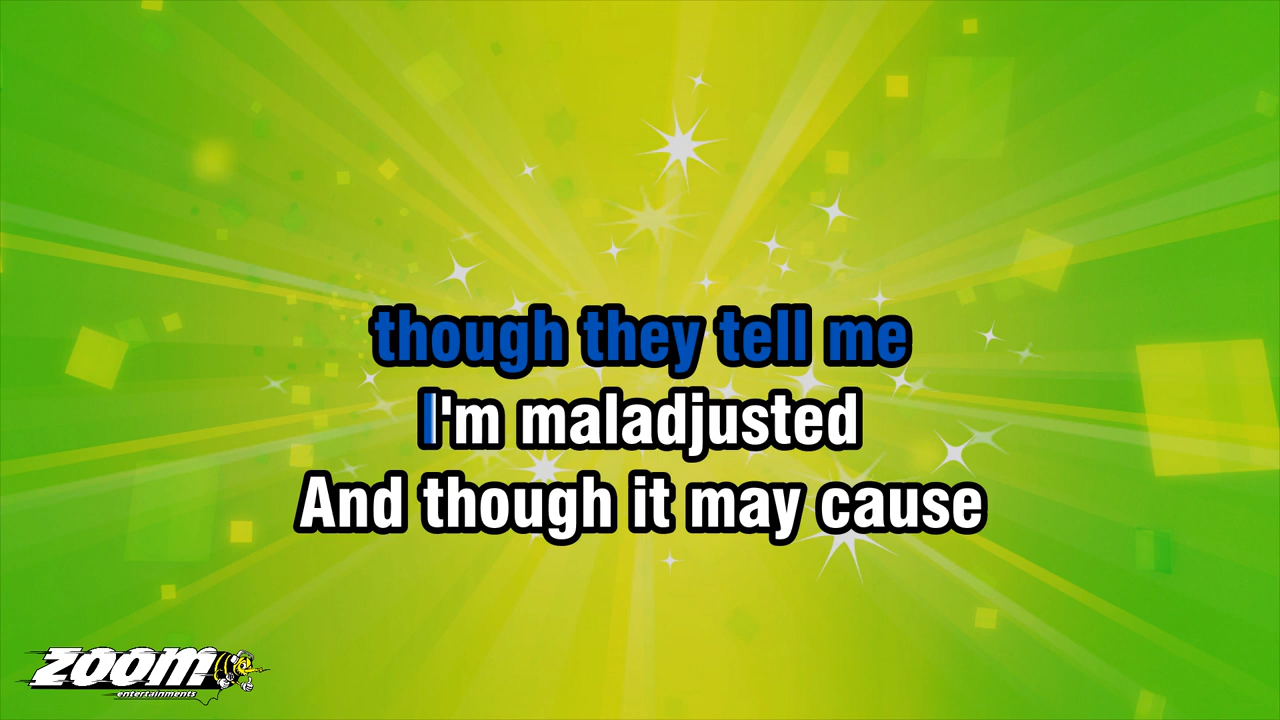 though they tell me
I'm maladjusted
And though it may cause
zoom
entertainments